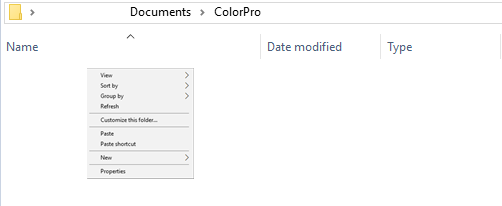 Documents > ColorPro
Name Date modified Type
View
Sort by
Group by
Refresh
Customize this folder...
Paste
Paste shortcut
New
Properties